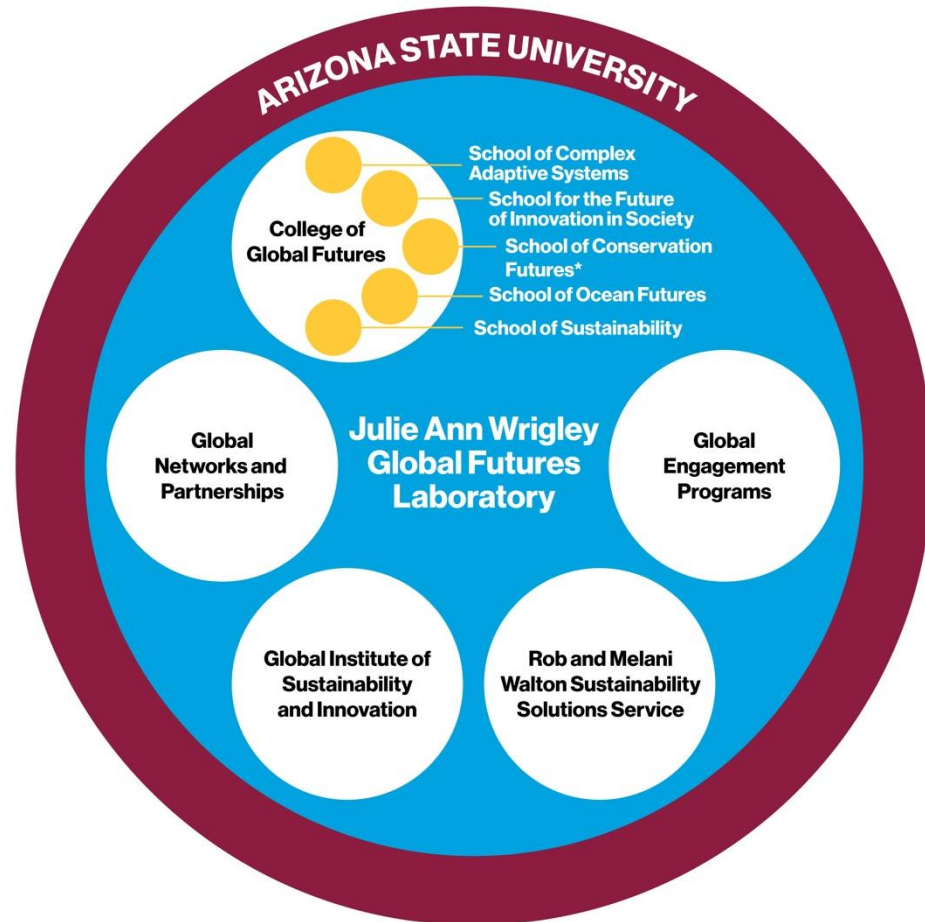 ARIZONA STATE UNIVERSITY
School of Complex
Adaptive Systems
School for the Future
of Innovation in Society
College of
Global Futures
School of Conservation
Futures*
School of Ocean Futures
School of Sustainability
Global
Networks and
Partnerships
Julie Ann Wrigley
Global Futures
Laboratory
Global
Engagement
Programs
Global Institute of
Sustainability
and Innovation
Rob and Melani
Walton Sustainability
Solutions Service